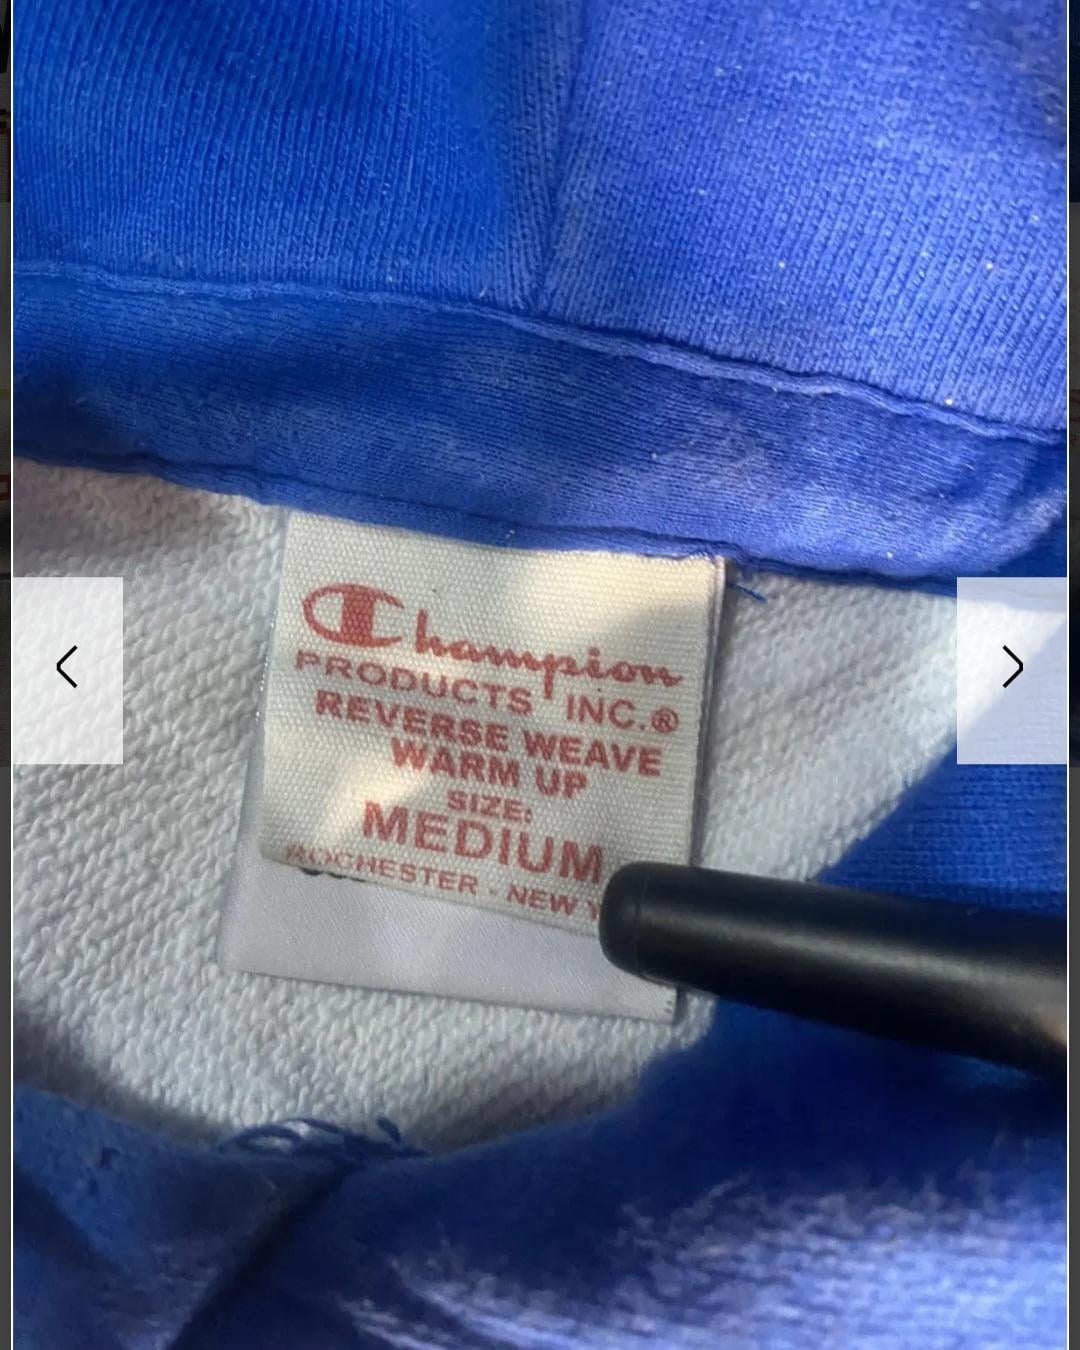 Champion
PRODUCTS INC.®
REVERSE WEAVE
WARM UP
SIZE:
MEDIUM
ROCHESTER - NEW